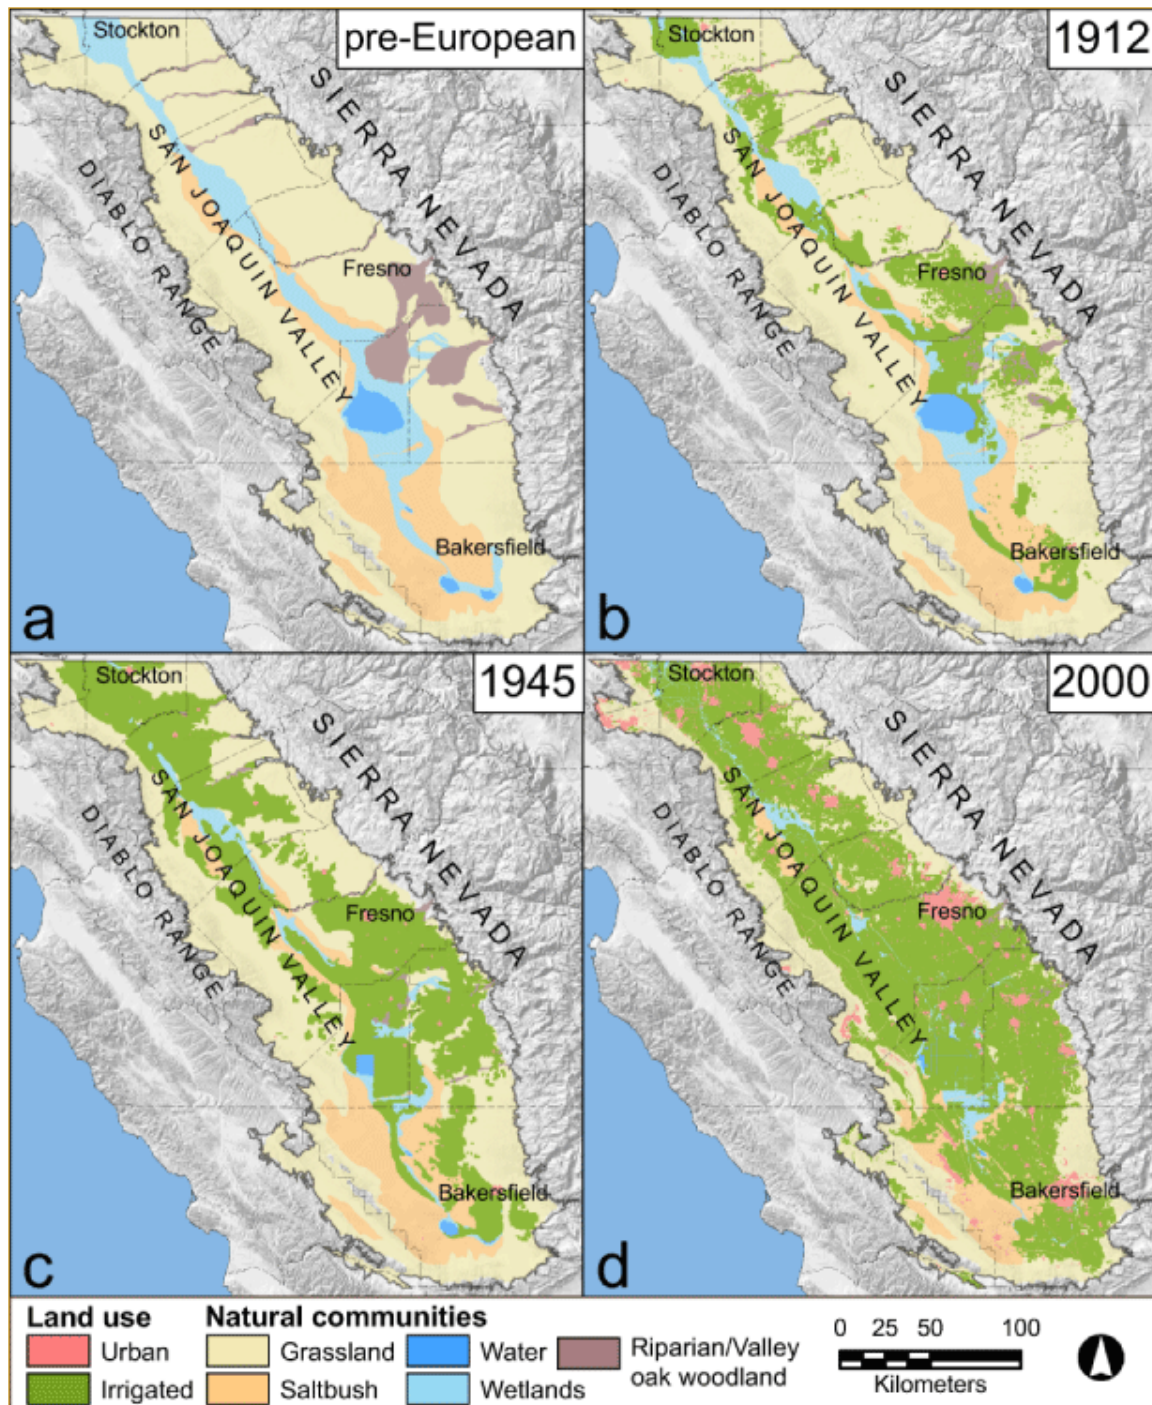 Stockton
pre-European
SIERRA NEVADA
SAN JOAQUIN VALLEY
DIABLO RANGE
Fresno
Bakersfield
a
Stockton
1912
SIERRA NEVADA
SAN JOAQUIN VALLEY
DIABLO RANGE
Fresno
Bakersfield
b
Stockton
1945
SIERRA NEVADA
SAN JOAQUIN VALLEY
DIABLO RANGE
Fresno
Bakersfield
c
Stockton
2000
SIERRA NEVADA
SAN JOAQUIN VALLEY
DIABLO RANGE
Fresno
Bakersfield
d
Land use
Urban
Irrigated
Natural communities
Grassland
Saltbush
Water
Wetlands
Riparian/Valley
oak woodland
0 25 50 100
Kilometers